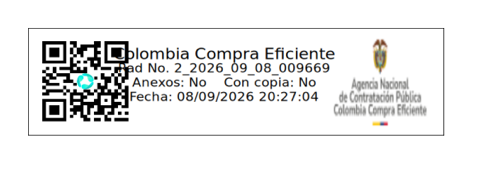 Colombia Compra Eficiente
Rad No. 2_2026_09_08_009669
Anexos: No Con copia: No
Fecha: 08/09/2026 20:27:04
Agencia Nacional
de Contratación Pública
Colombia Compra Eficiente